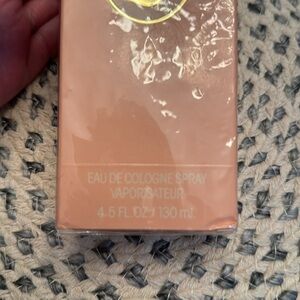 EAU DE COLOGNE SPRAY
VAPORISATEUR
4.5 FL.OZ/130 ml.